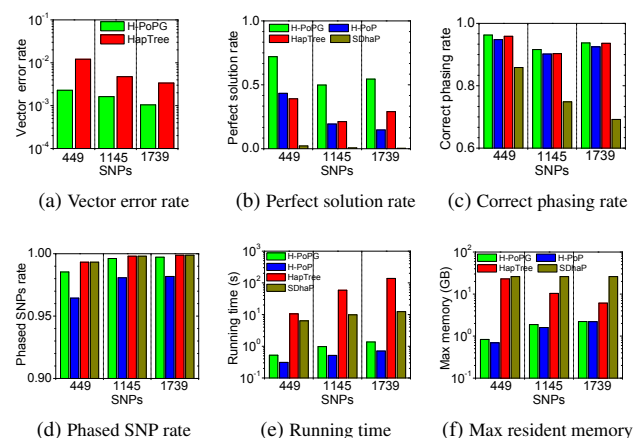 H-PoPG
HapTree
Vector error rate
10^-1
10^-2
10^-3
10^-4
449 1145 1739
SNPs
(a) Vector error rate
H-PoPG H-PoP
HapTree SDhaP
Perfect solution rate
1.0
0.5
0.0
449 1145 1739
SNPs
(b) Perfect solution rate
Correct phasing rate
1.0
0.9
0.8
0.6
449 1145 1739
SNPs
(c) Correct phasing rate
Phased SNPs rate
1.00
0.95
0.90
449 1145 1739
SNPs
(d) Phased SNP rate
H-PoPG
H-PoP
HapTree
SDhaP
Running time (s)
10^3
10^2
10^1
10^0
10^-1
449 1145 1739
SNPs
(e) Running time
H-PoPG H-PoP
HapTree SDhaP
Max memory (GB)
10^2
10^1
10^0
10^-1
449 1145 1739
SNPs
(f) Max resident memory